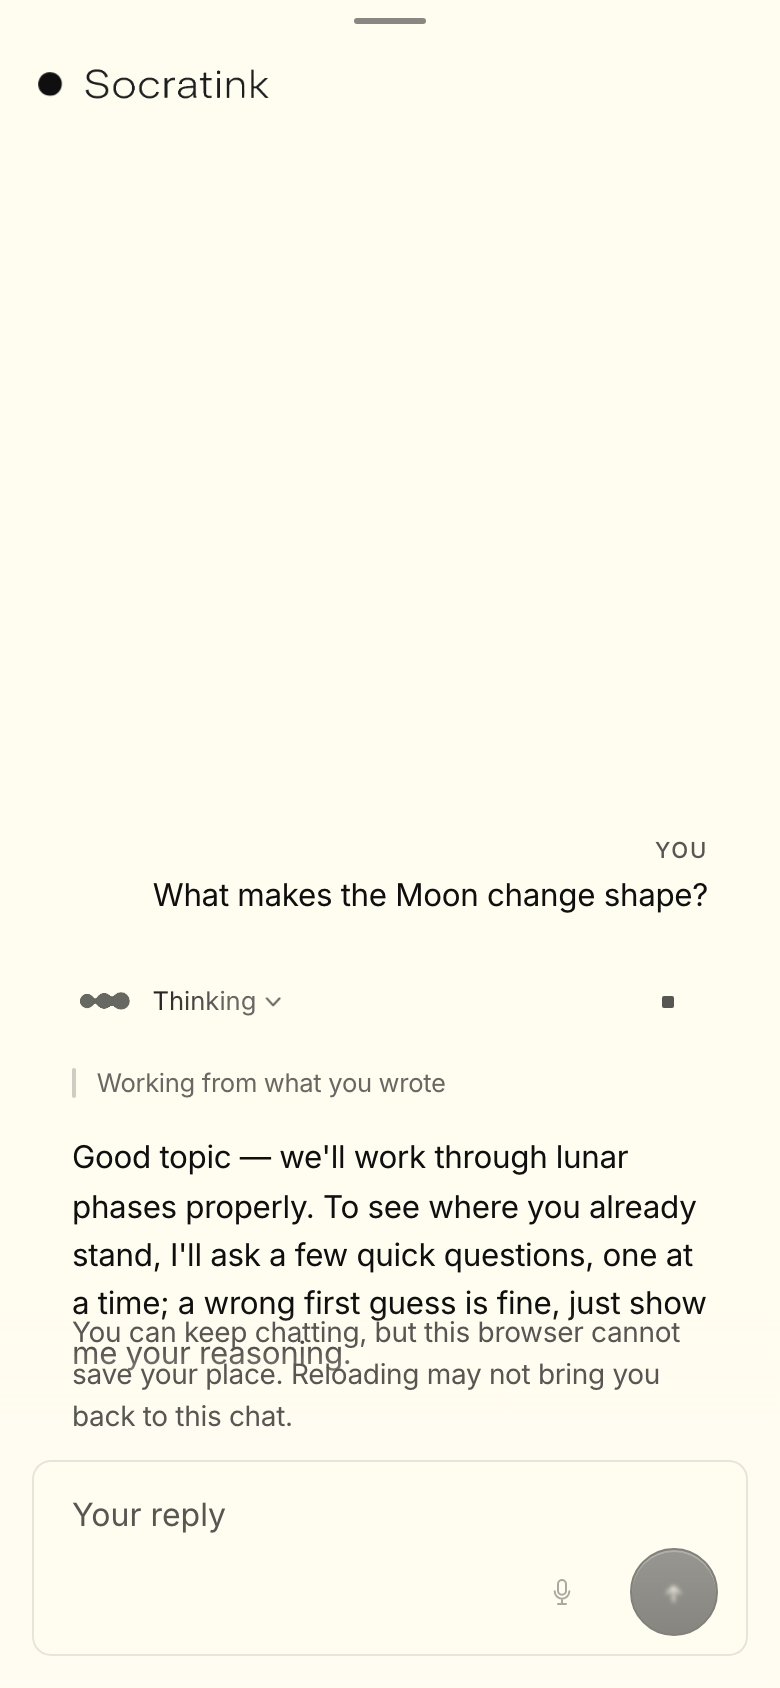 Socratink
YOU
What makes the Moon change shape?
Thinking
Working from what you wrote
Good topic — we'll work through lunar
phases properly. To see where you already
stand, I'll ask a few quick questions, one at
a time; a wrong first guess is fine, just show
You can keep chatting, but this browser cannot
me your reasoning.
save your place. Reloading may not bring you
back to this chat.
Your reply